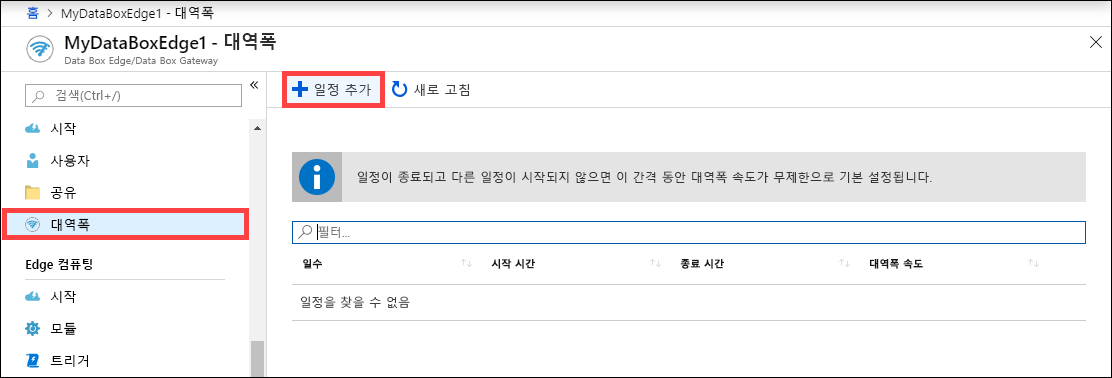 홈 > MyDataBoxEdge1 - 대역폭
MyDataBoxEdge1 - 대역폭
Data Box Edge/Data Box Gateway
검색(Ctrl+/)
«
시작
사용자
공유
대역폭
Edge 컴퓨팅
시작
모듈
트리거
일정 추가 새로 고침
일정이 종료되고 다른 일정이 시작되지 않으면 이 간격 동안 대역폭 속도가 무제한으로 기본 설정됩니다.
필터...
일수 시작 시간 종료 시간 대역폭 속도
일정을 찾을 수 없음